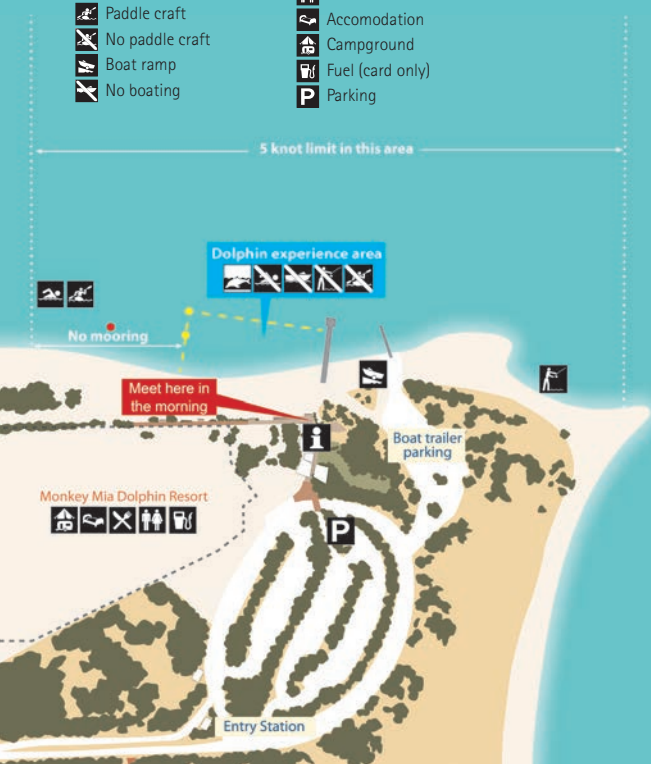 Paddle craft
No paddle craft
Boat ramp
No boating
Accomodation
Campground
Fuel (card only)
P Parking
5 knot limit in this area
Dolphin experience area
No mooring
Meet here in
the morning
i
Boat trailer
parking
Monkey Mia Dolphin Resort
P
Entry Station